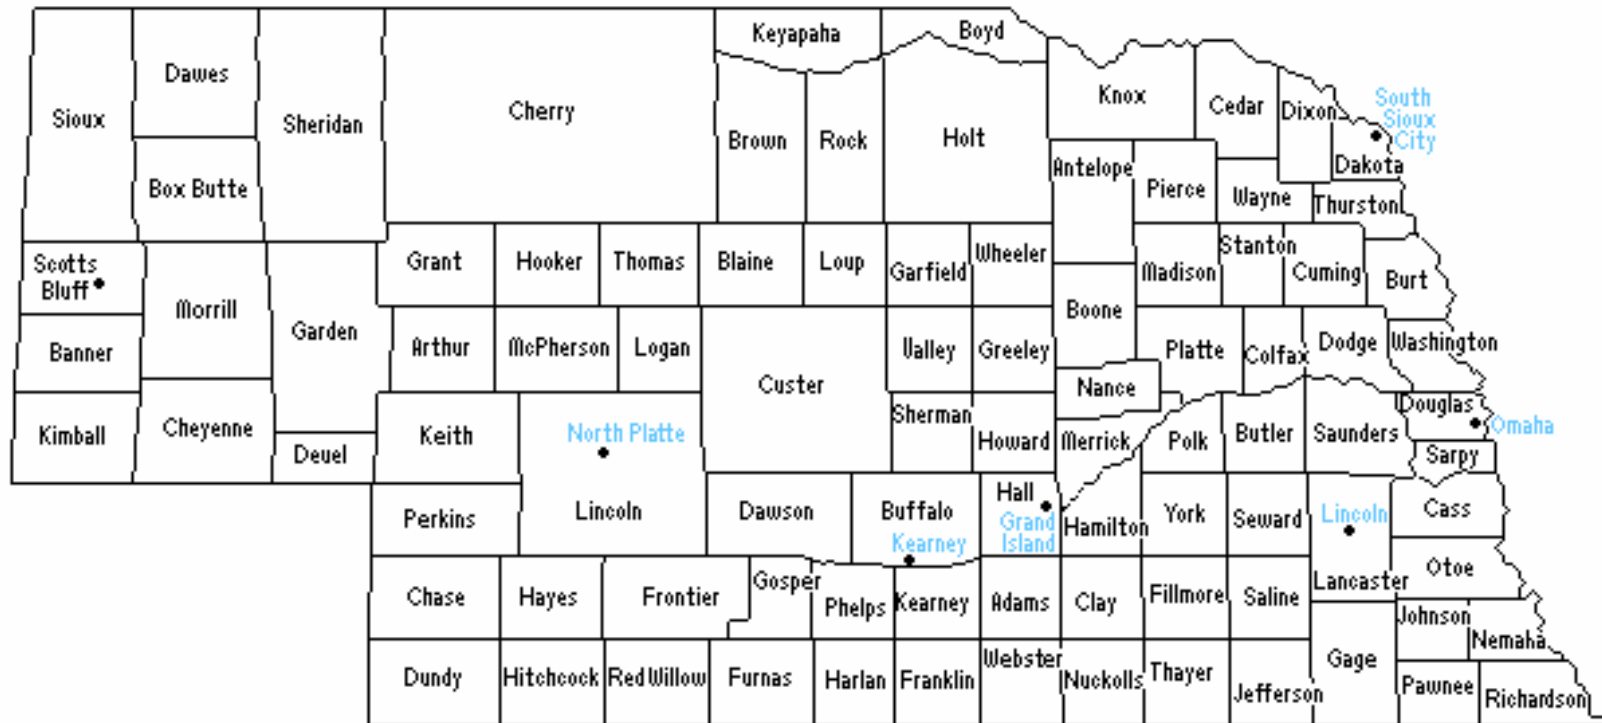 Keyapaha
Boyd
Dawes
Sioux
Sheridan
Cherry
Knox
Cedar
Dixon
South
Sioux
City
Brown
Rock
Holt
Antelope
Dakota
Box Butte
Pierce
Wayne
Thurston
Scotts
Bluff
Grant
Hooker
Thomas
Blaine
Loup
Garfield
Wheeler
Madison
Stanton
Cuming
Burt
Morrill
Garden
Boone
Banner
Arthur
McPherson
Logan
Custer
Valley
Greeley
Platte
Colfax
Dodge
Washington
Nance
Kimball
Cheyenne
Deuel
Keith
North Platte
Sherman
Howard
Merrick
Polk
Butler
Saunders
Douglas
Omaha
Sarpy
Perkins
Lincoln
Dawson
Buffalo
Kearney
Hall
Grand
Island
Hamilton
York
Seward
Lincoln
Cass
Chase
Hayes
Frontier
Gosper
Phelps
Kearney
Adams
Clay
Fillmore
Saline
Lancaster
Otoe
Johnson
Nemaha
Dundy
Hitchcock
Red Willow
Furnas
Harlan
Franklin
Webster
Nuckolls
Thayer
Jefferson
Gage
Pawnee
Richardson